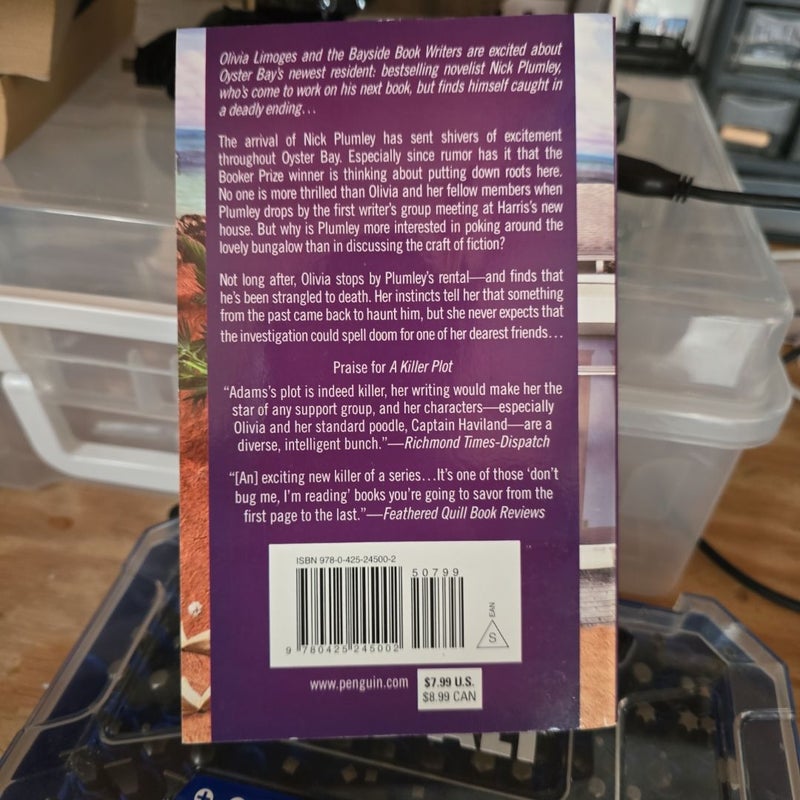 Olivia Limoges and the Bayside Book Writers are excited about
Oyster Bay's newest resident: bestselling novelist Nick Plumley,
who's come to work on his next book, but finds himself caught in
a deadly ending...
The arrival of Nick Plumley has sent shivers of excitement
throughout Oyster Bay. Especially since rumor has it that the
Booker Prize winner is thinking about putting down roots here.
No one is more thrilled than Olivia and her fellow members when
Plumley drops by the first writer's group meeting at Harris's new
house. But why is Plumley more interested in poking around the
lovely bungalow than in discussing the craft of fiction?
Not long after, Olivia stops by Plumley's rental—and finds that
he's been strangled to death. Her instincts tell her that something
from the past came back to haunt him, but she never expects that
the investigation could spell doom for one of her dearest friends...
Praise for A Killer Plot
“Adams's plot is indeed killer, her writing would make her the
star of any support group, and her characters—especially
Olivia and her standard poodle, Captain Haviland—are a
diverse, intelligent bunch.”—Richmond Times-Dispatch
“[An] exciting new killer of a series...It's one of those ‘don't
bug me, I'm reading’ books you're going to savor from the
first page to the last.”—Feathered Quill Book Reviews
ISBN 978-0-425-24500-2
50799
9 780425 245002
EAN
S
www.penguin.com
$7.99 U.S.
$8.99 CAN